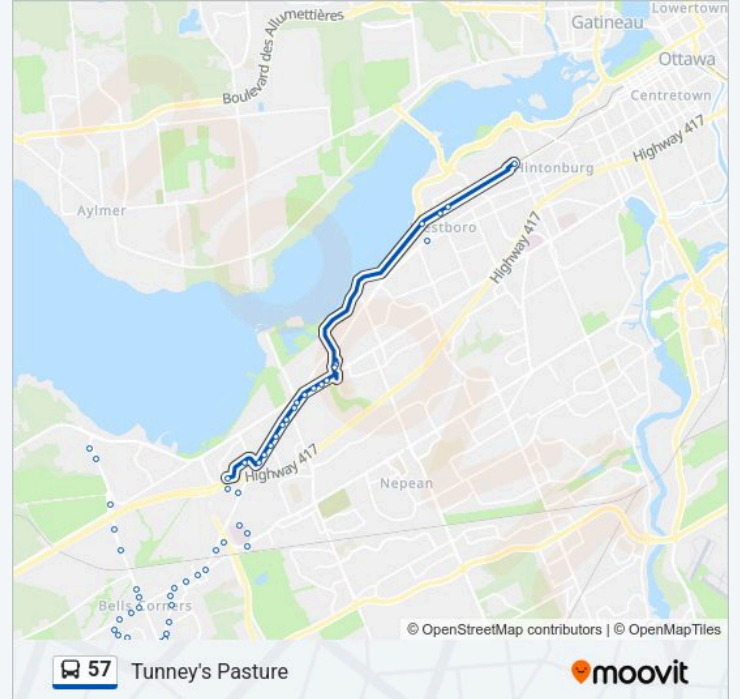 Lowertown
Gatineau
Boulevard des Allumettières
Ottawa
Centretown
Highway 417
Hintonburg
Aylmer
estboro
Highway 417
Highway 417
Nepean
Bells Corners
© OpenStreetMap contributors | © OpenMapTiles
57 Tunney's Pasture
moovit